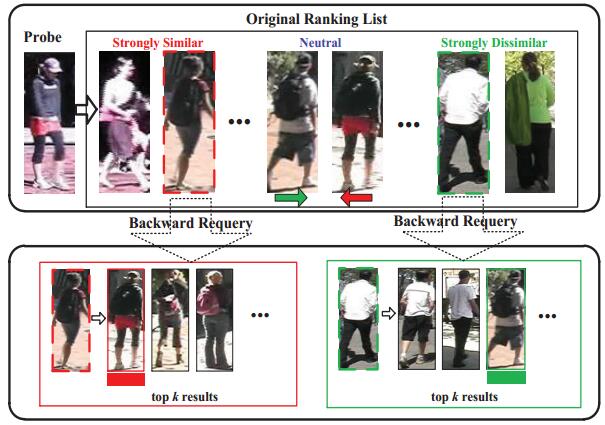 Original Ranking List
Probe
Strongly Similar
Neutral
Strongly Dissimilar
...
...
Backward Requery
Backward Requery
...
...
top k results
top k results